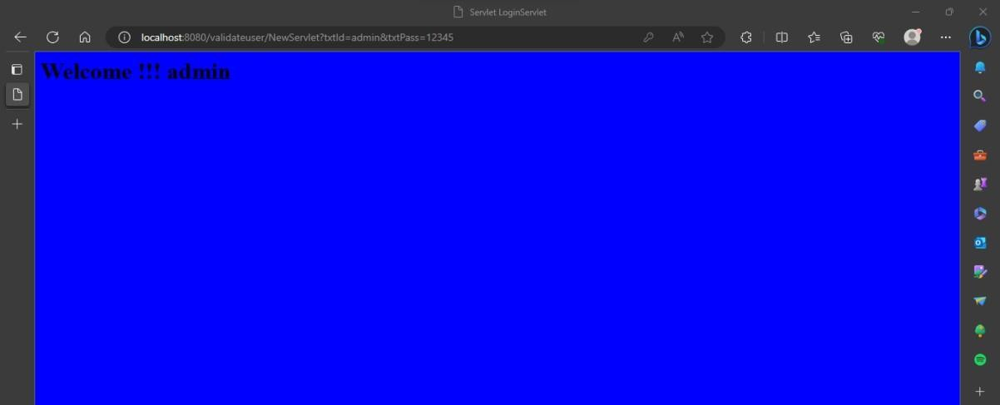 Servlet LoginServlet
localhost:8080/validateuser/NewServlet?txtId=admin&txtPass=12345
Welcome !!! admin